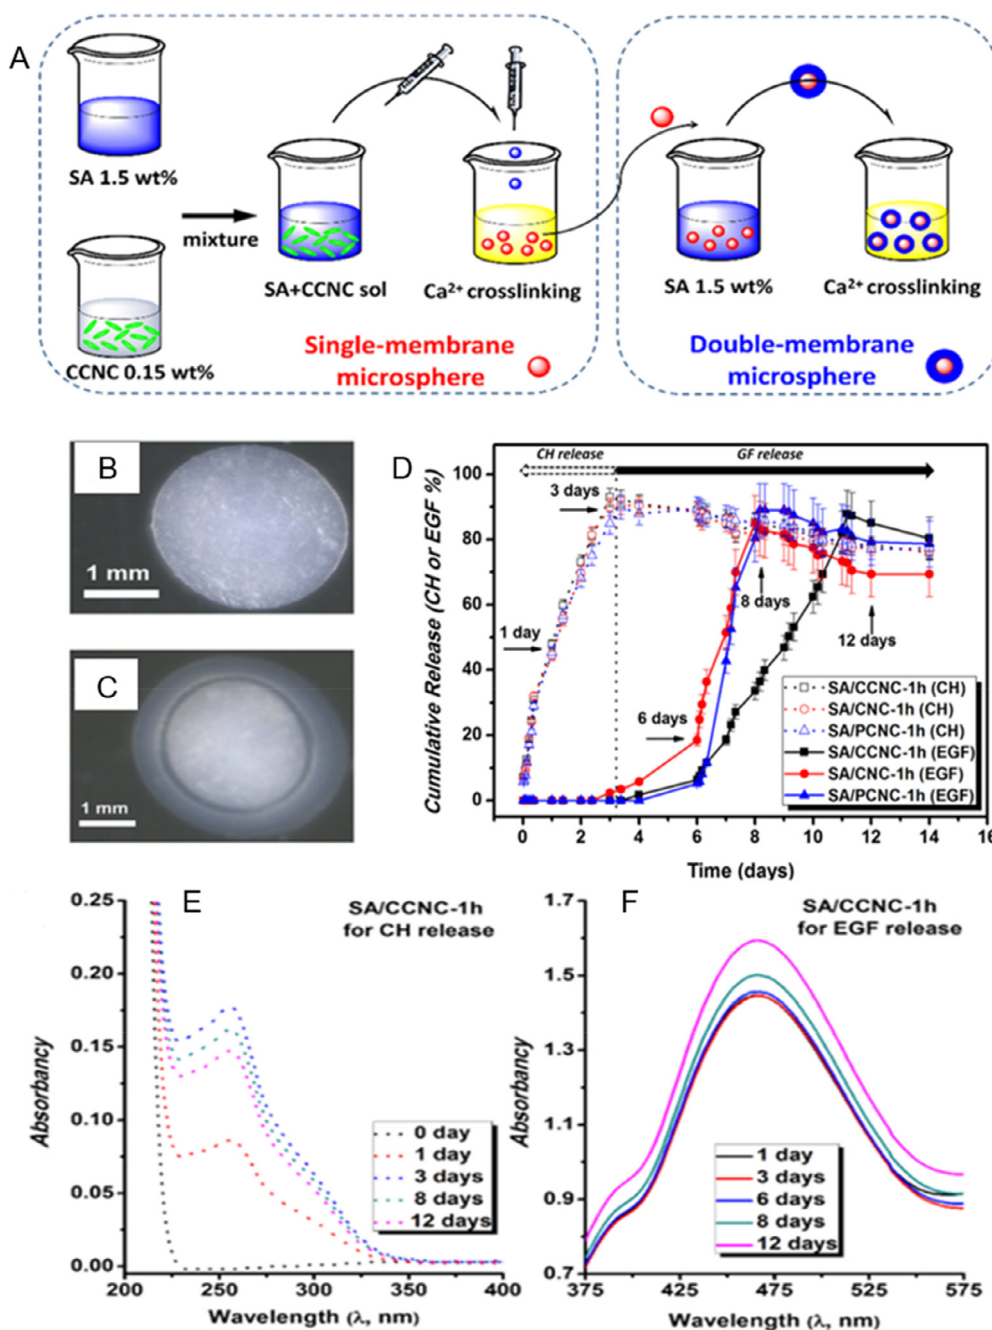 A
SA 1.5 wt%
mixture
CCNC 0.15 wt%
SA+CCNC sol
Ca²⁺ crosslinking
Single-membrane
microsphere
SA 1.5 wt%
Ca²⁺ crosslinking
Double-membrane
microsphere
B
1 mm
C
1 mm
D
CH release
GF release
3 days
1 day
6 days
8 days
12 days
SA/CCNC-1h (CH)
SA/CNC-1h (CH)
SA/PCNC-1h (CH)
SA/CCNC-1h (EGF)
SA/CNC-1h (EGF)
SA/PCNC-1h (EGF)
Cumulative Release (CH or EGF %)
100
80
60
40
20
0
0 2 4 6 8 10 12 14 16
Time (days)
E
SA/CCNC-1h
for CH release
Absorbancy
0.25
0.20
0.15
0.10
0.05
0.00
0 day
1 day
3 days
8 days
12 days
200 250 300 350 400
Wavelength (λ, nm)
F
SA/CCNC-1h
for EGF release
Absorbancy
1.7
1.5
1.3
1.1
0.9
0.7
1 day
3 days
6 days
8 days
12 days
375 425 475 525 575
Wavelength (λ, nm)